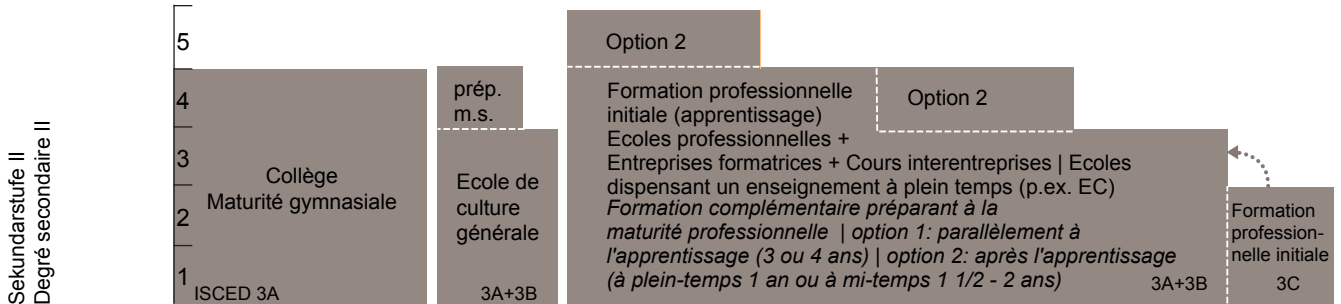 Sekundarstufe II
Degré secondaire II
5
4
3
2
1
Collège
Maturité gymnasiale
ISCED 3A
prép.
m.s.
Ecole de
culture
générale
3A+3B
Option 2
Formation professionnelle
initiale (apprentissage)
Ecoles professionnelles +
Entreprises formatrices + Cours interentreprises | Ecoles
dispensant un enseignement à plein temps (p.ex. EC)
Formation complémentaire préparant à la
maturité professionnelle | option 1: parallèlement à
l'apprentissage (3 ou 4 ans) | option 2: après l'apprentissage
(à plein-temps 1 an ou à mi-temps 1 1/2 - 2 ans)
3A+3B
Option 2
Formation
profession-
nelle initiale
3C